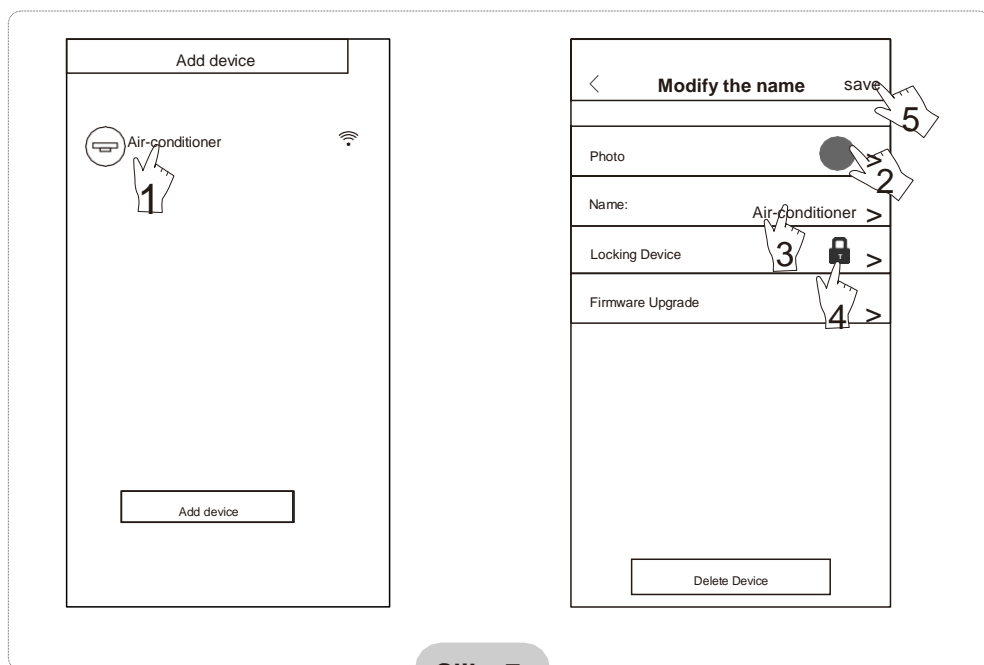 Add device
Air-conditioner
1
Add device
< Modify the name save
5
Photo >
2
Name: Air-conditioner >
3
Locking Device >
4
Firmware Upgrade >
Delete Device